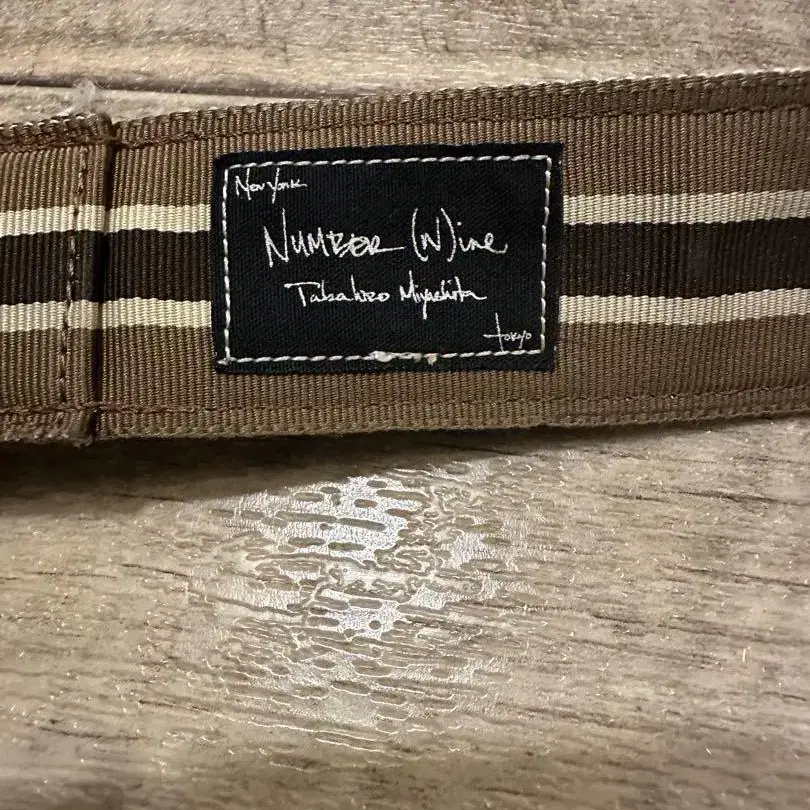 New York
NUMBER (N)ine
Takahiro Miyashita
tokyo